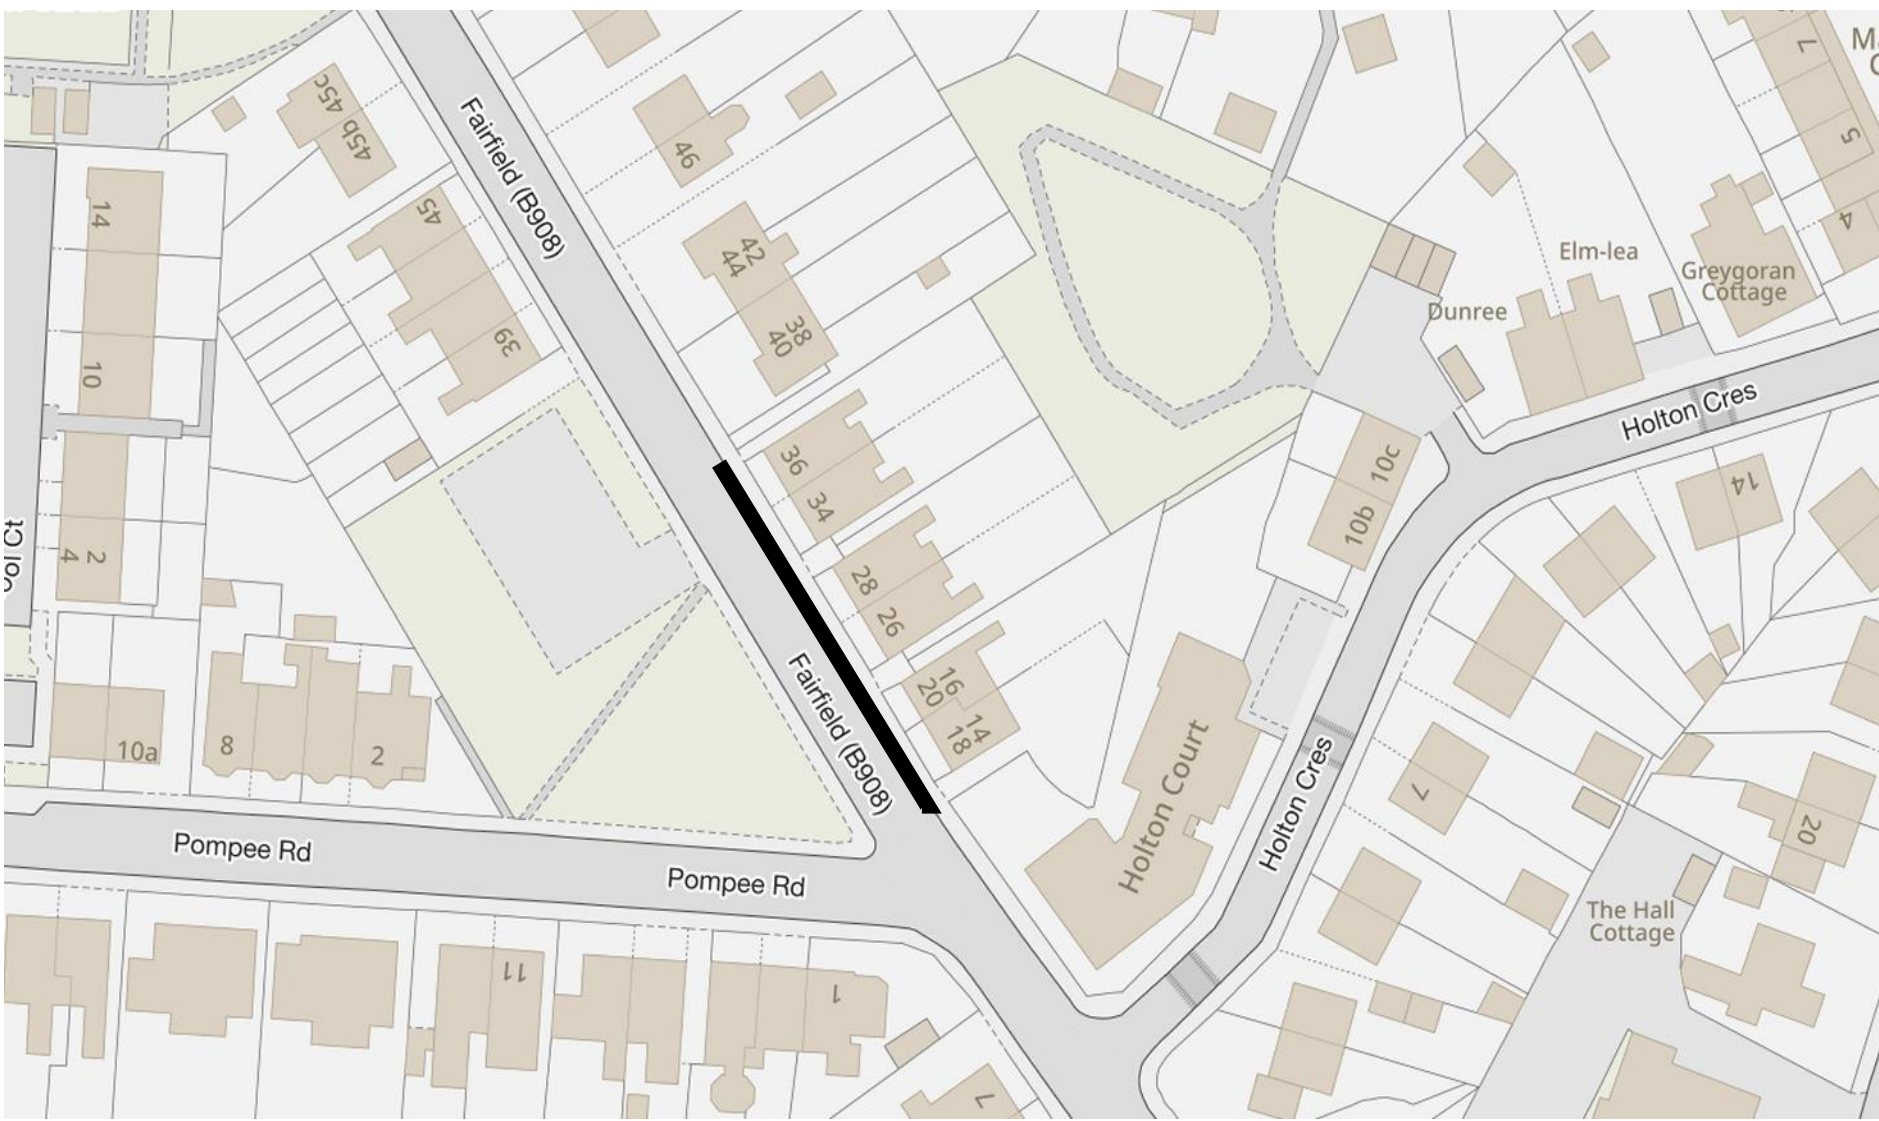 45c
45b
46
Fairfield (B908)
14
45
42
44
38
40
39
10
36
34
28
26
2
4
Col Ct
7
5
4
Elm-lea
Greygoran
Cottage
Dunree
Holton Cres
10c
10b
14
16
20
14
18
Fairfield (B908)
Holton Court
Holton Cres
7
20
10a
8
2
Pompee Rd
Pompee Rd
The Hall
Cottage
11
1
7